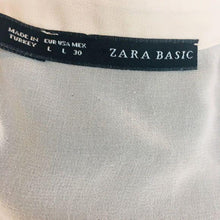 MADE IN TURKEY
EUR USA MEX
L L 30
ZARA BASIC